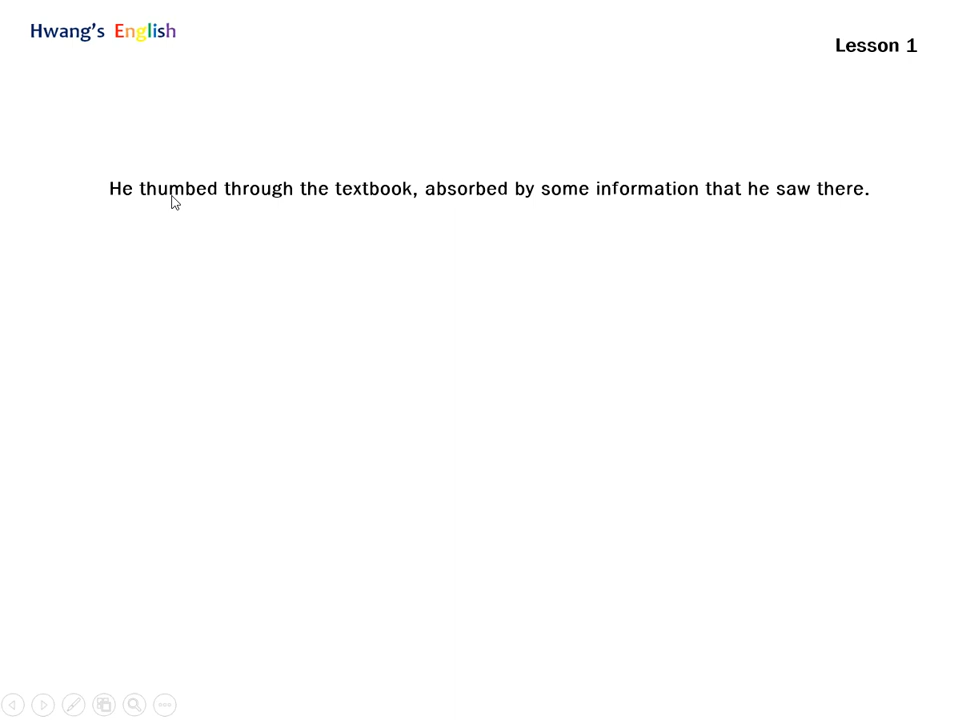 Hwang's English
Lesson 1
He thumbed through the textbook, absorbed by some information that he saw there.